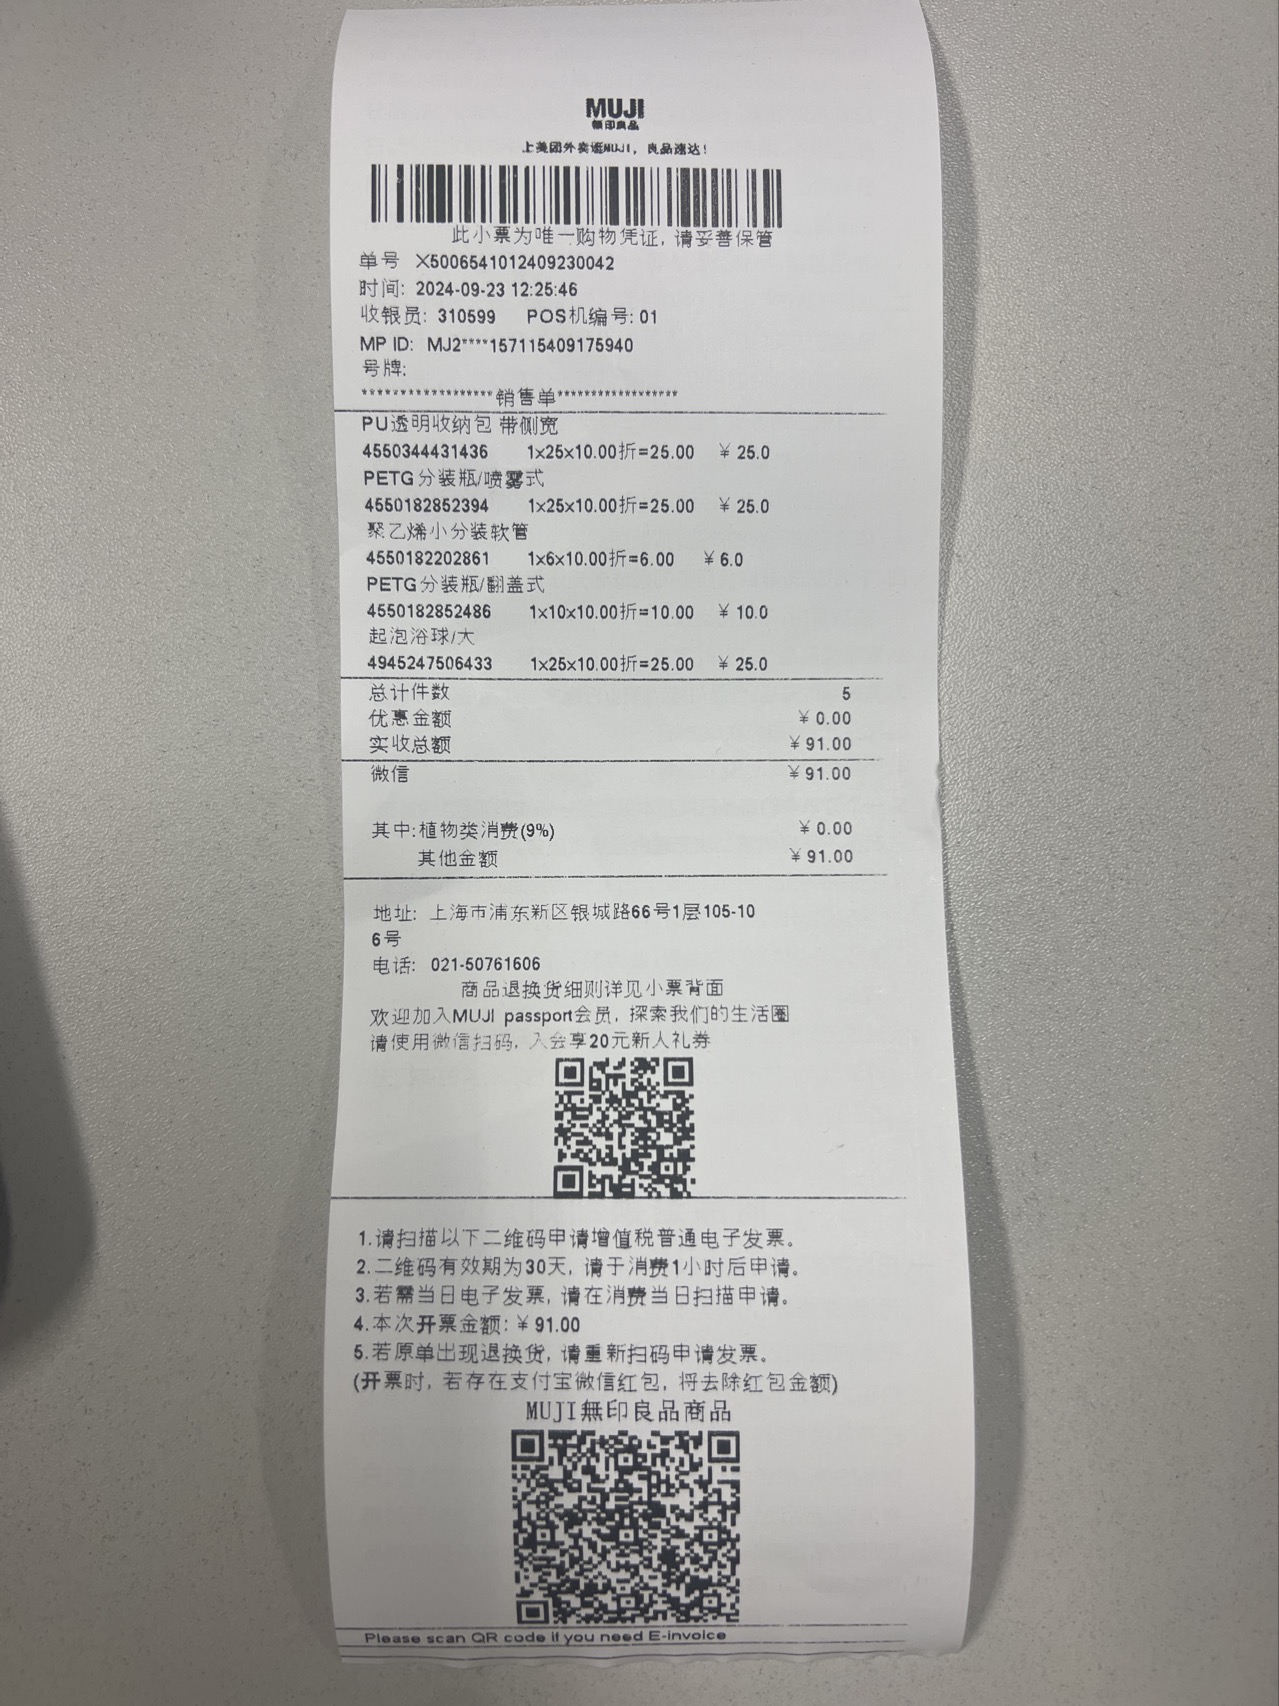 MUJI
無印良品
上美团外卖逛MUJI，良品速达！
此小票为唯一购物凭证, 请妥善保管
单号 X5006541012409230042
时间: 2024-09-23 12:25:46
收银员: 310599 POS机编号: 01
MP ID: MJ2****157115409175940
号牌:
******************销售单******************
PU透明收纳包 带侧宽
4550344431436 1x25x10.00折=25.00 ￥25.0
PETG分装瓶/喷雾式
4550182852394 1x25x10.00折=25.00 ￥25.0
聚乙烯小分装软管
4550182202861 1x6x10.00折=6.00 ￥6.0
PETG分装瓶/翻盖式
4550182852486 1x10x10.00折=10.00 ￥10.0
起泡浴球/大
4945247506433 1x25x10.00折=25.00 ￥25.0
总计件数 5
优惠金额 ￥0.00
实收总额 ￥91.00
微信 ￥91.00
其中:植物类消费(9%) ￥0.00
其他金额 ￥91.00
地址: 上海市浦东新区银城路66号1层105-10
6号
电话: 021-50761606
商品退换货细则详见小票背面
欢迎加入MUJI passport会员, 探索我们的生活圈
请使用微信扫码, 入会享20元新人礼券
1.请扫描以下二维码申请增值税普通电子发票。
2.二维码有效期为30天, 请于消费1小时后申请。
3.若需当日电子发票, 请在消费当日扫描申请。
4.本次开票金额: ￥91.00
5.若原单出现退换货, 请重新扫码申请发票。
(开票时, 若存在支付宝微信红包, 将去除红包金额)
MUJI無印良品商品
Please scan QR code if you need E-invoice